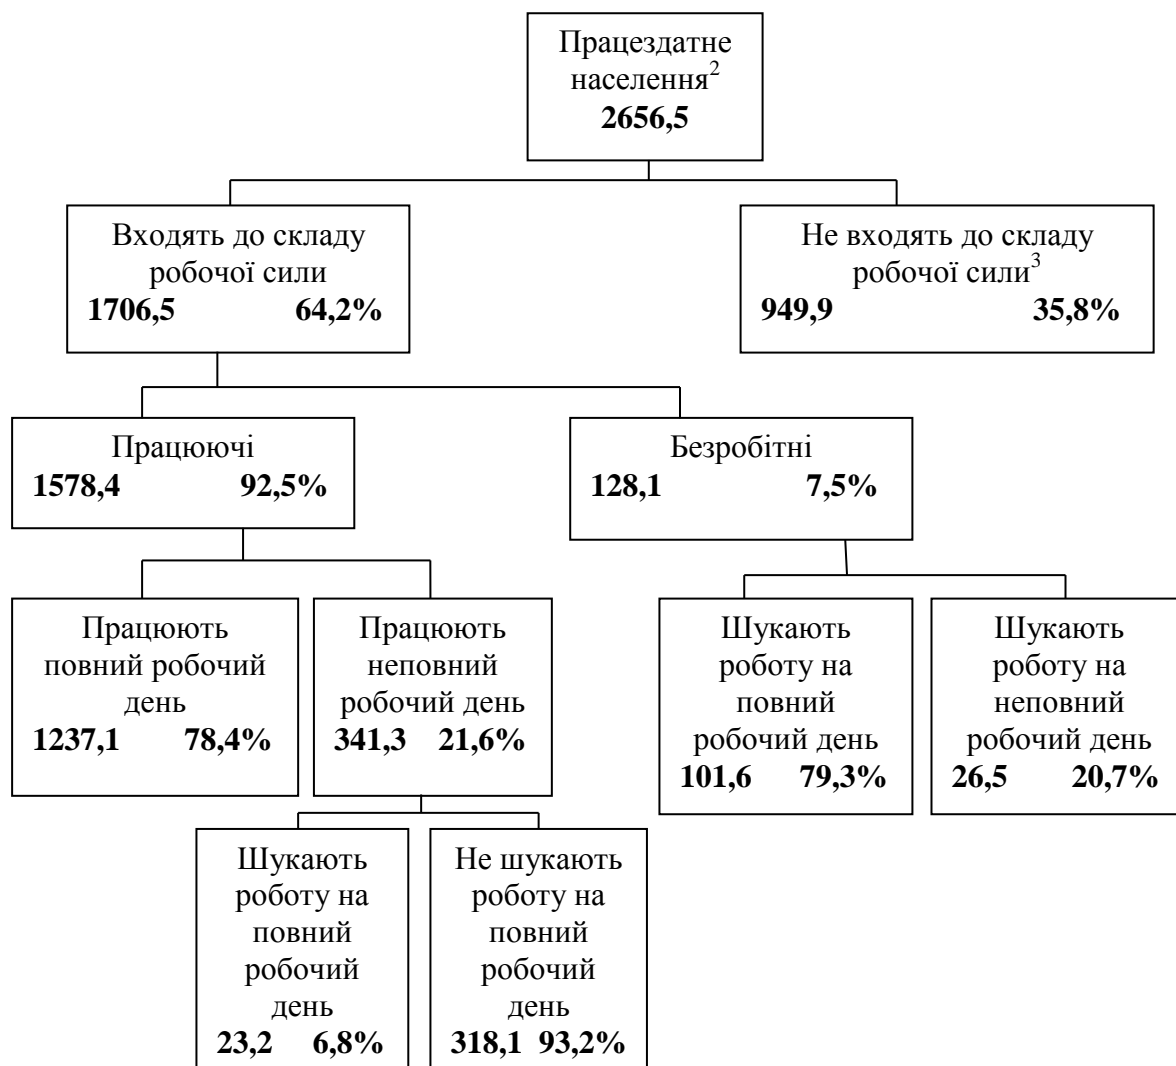 Працездатне
населення²
2656,5
Входять до складу
робочої сили
1706,5 64,2%
Не входять до складу
робочої сили³
949,9 35,8%
Працюючі
1578,4 92,5%
Безробітні
128,1 7,5%
Працюють
повний робочий
день
1237,1 78,4%
Працюють
неповний
робочий день
341,3 21,6%
Шукають
роботу на
повний
робочий день
101,6 79,3%
Шукають
роботу на
неповний
робочий день
26,5 20,7%
Шукають
роботу на
повний
робочий
день
23,2 6,8%
Не шукають
роботу на
повний
робочий
день
318,1 93,2%